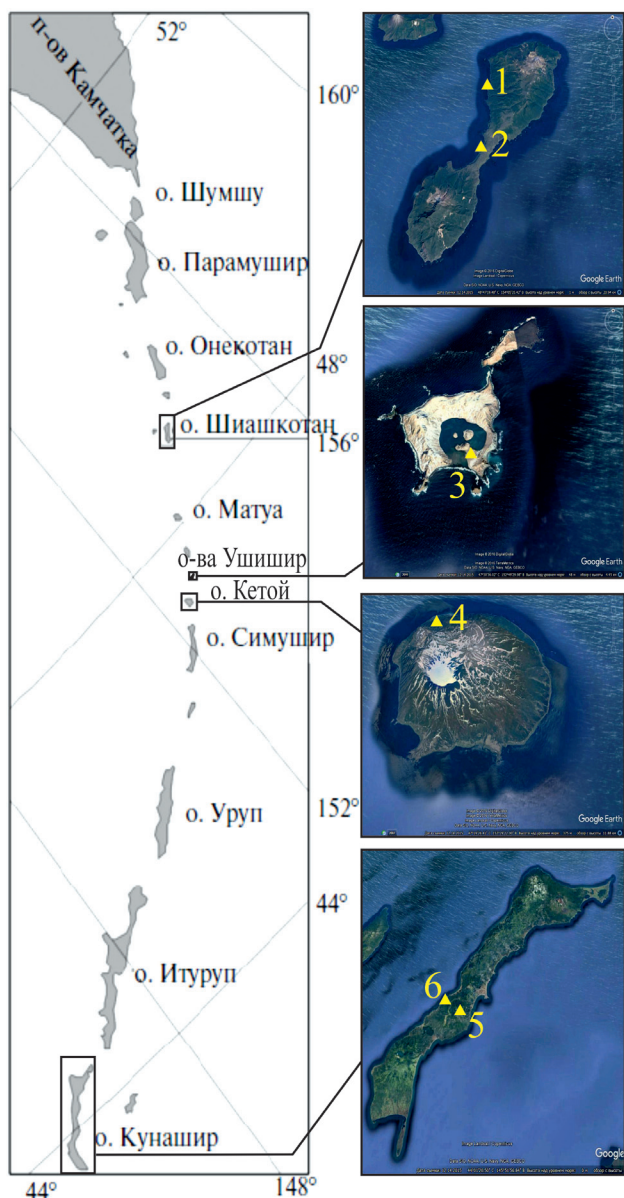 52°
п-ов Камчатка
160°
о. Шумшу
о. Парамушир
о. Онекотан
48°
о. Шиашкотан
156°
о. Матуа
о-ва Ушишир
о. Кетой
о. Симушир
152°
о. Уруп
44°
о. Итуруп
о. Кунашир
44°
148°
1
2
Google Earth
3
Google Earth
4
Google Earth
6
5
Google